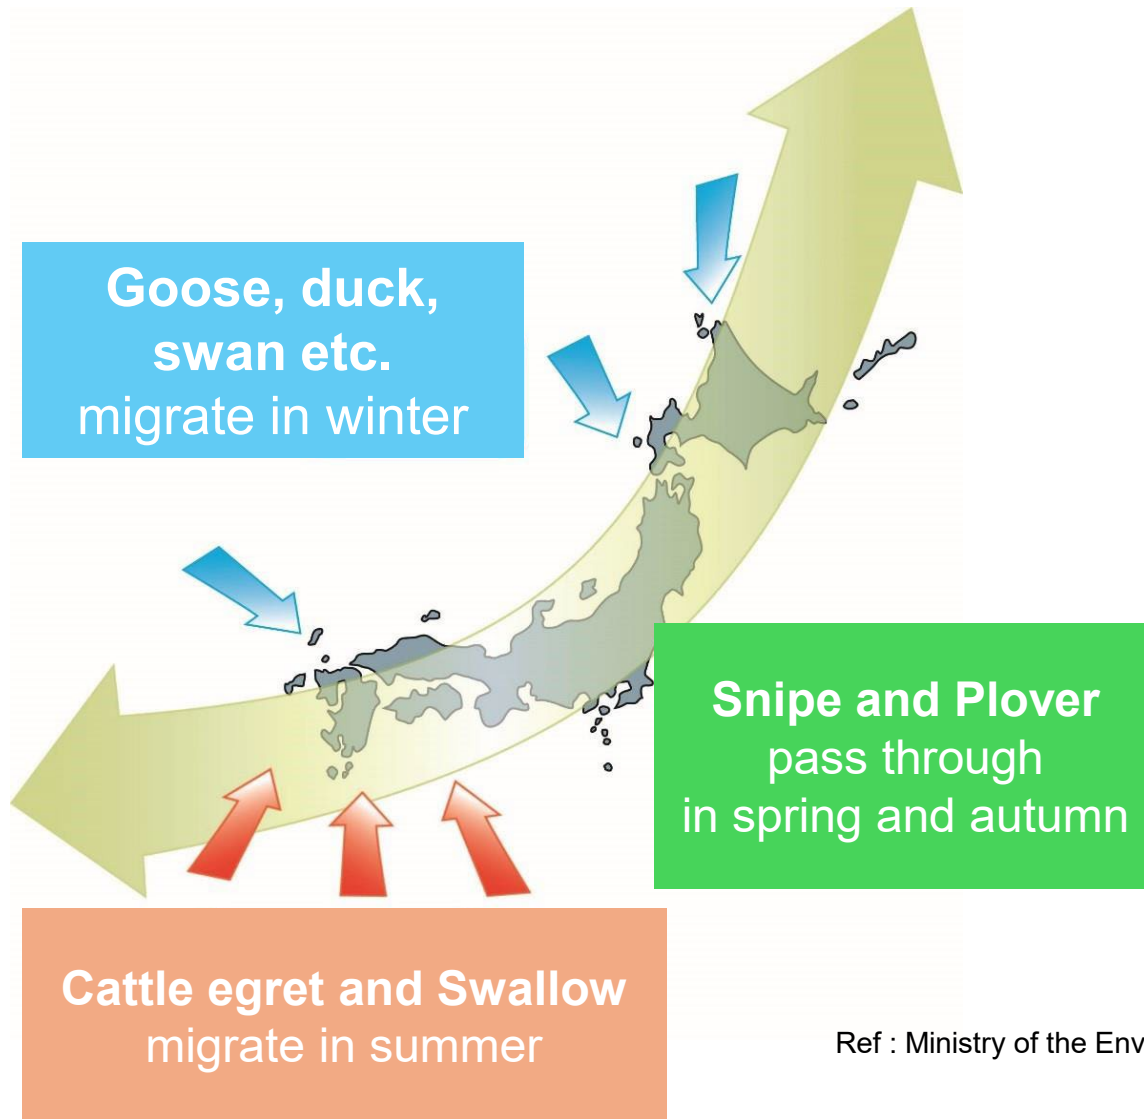 Goose, duck,
swan etc.
migrate in winter
Snipe and Plover
pass through
in spring and autumn
Cattle egret and Swallow
migrate in summer
Ref : Ministry of the Env